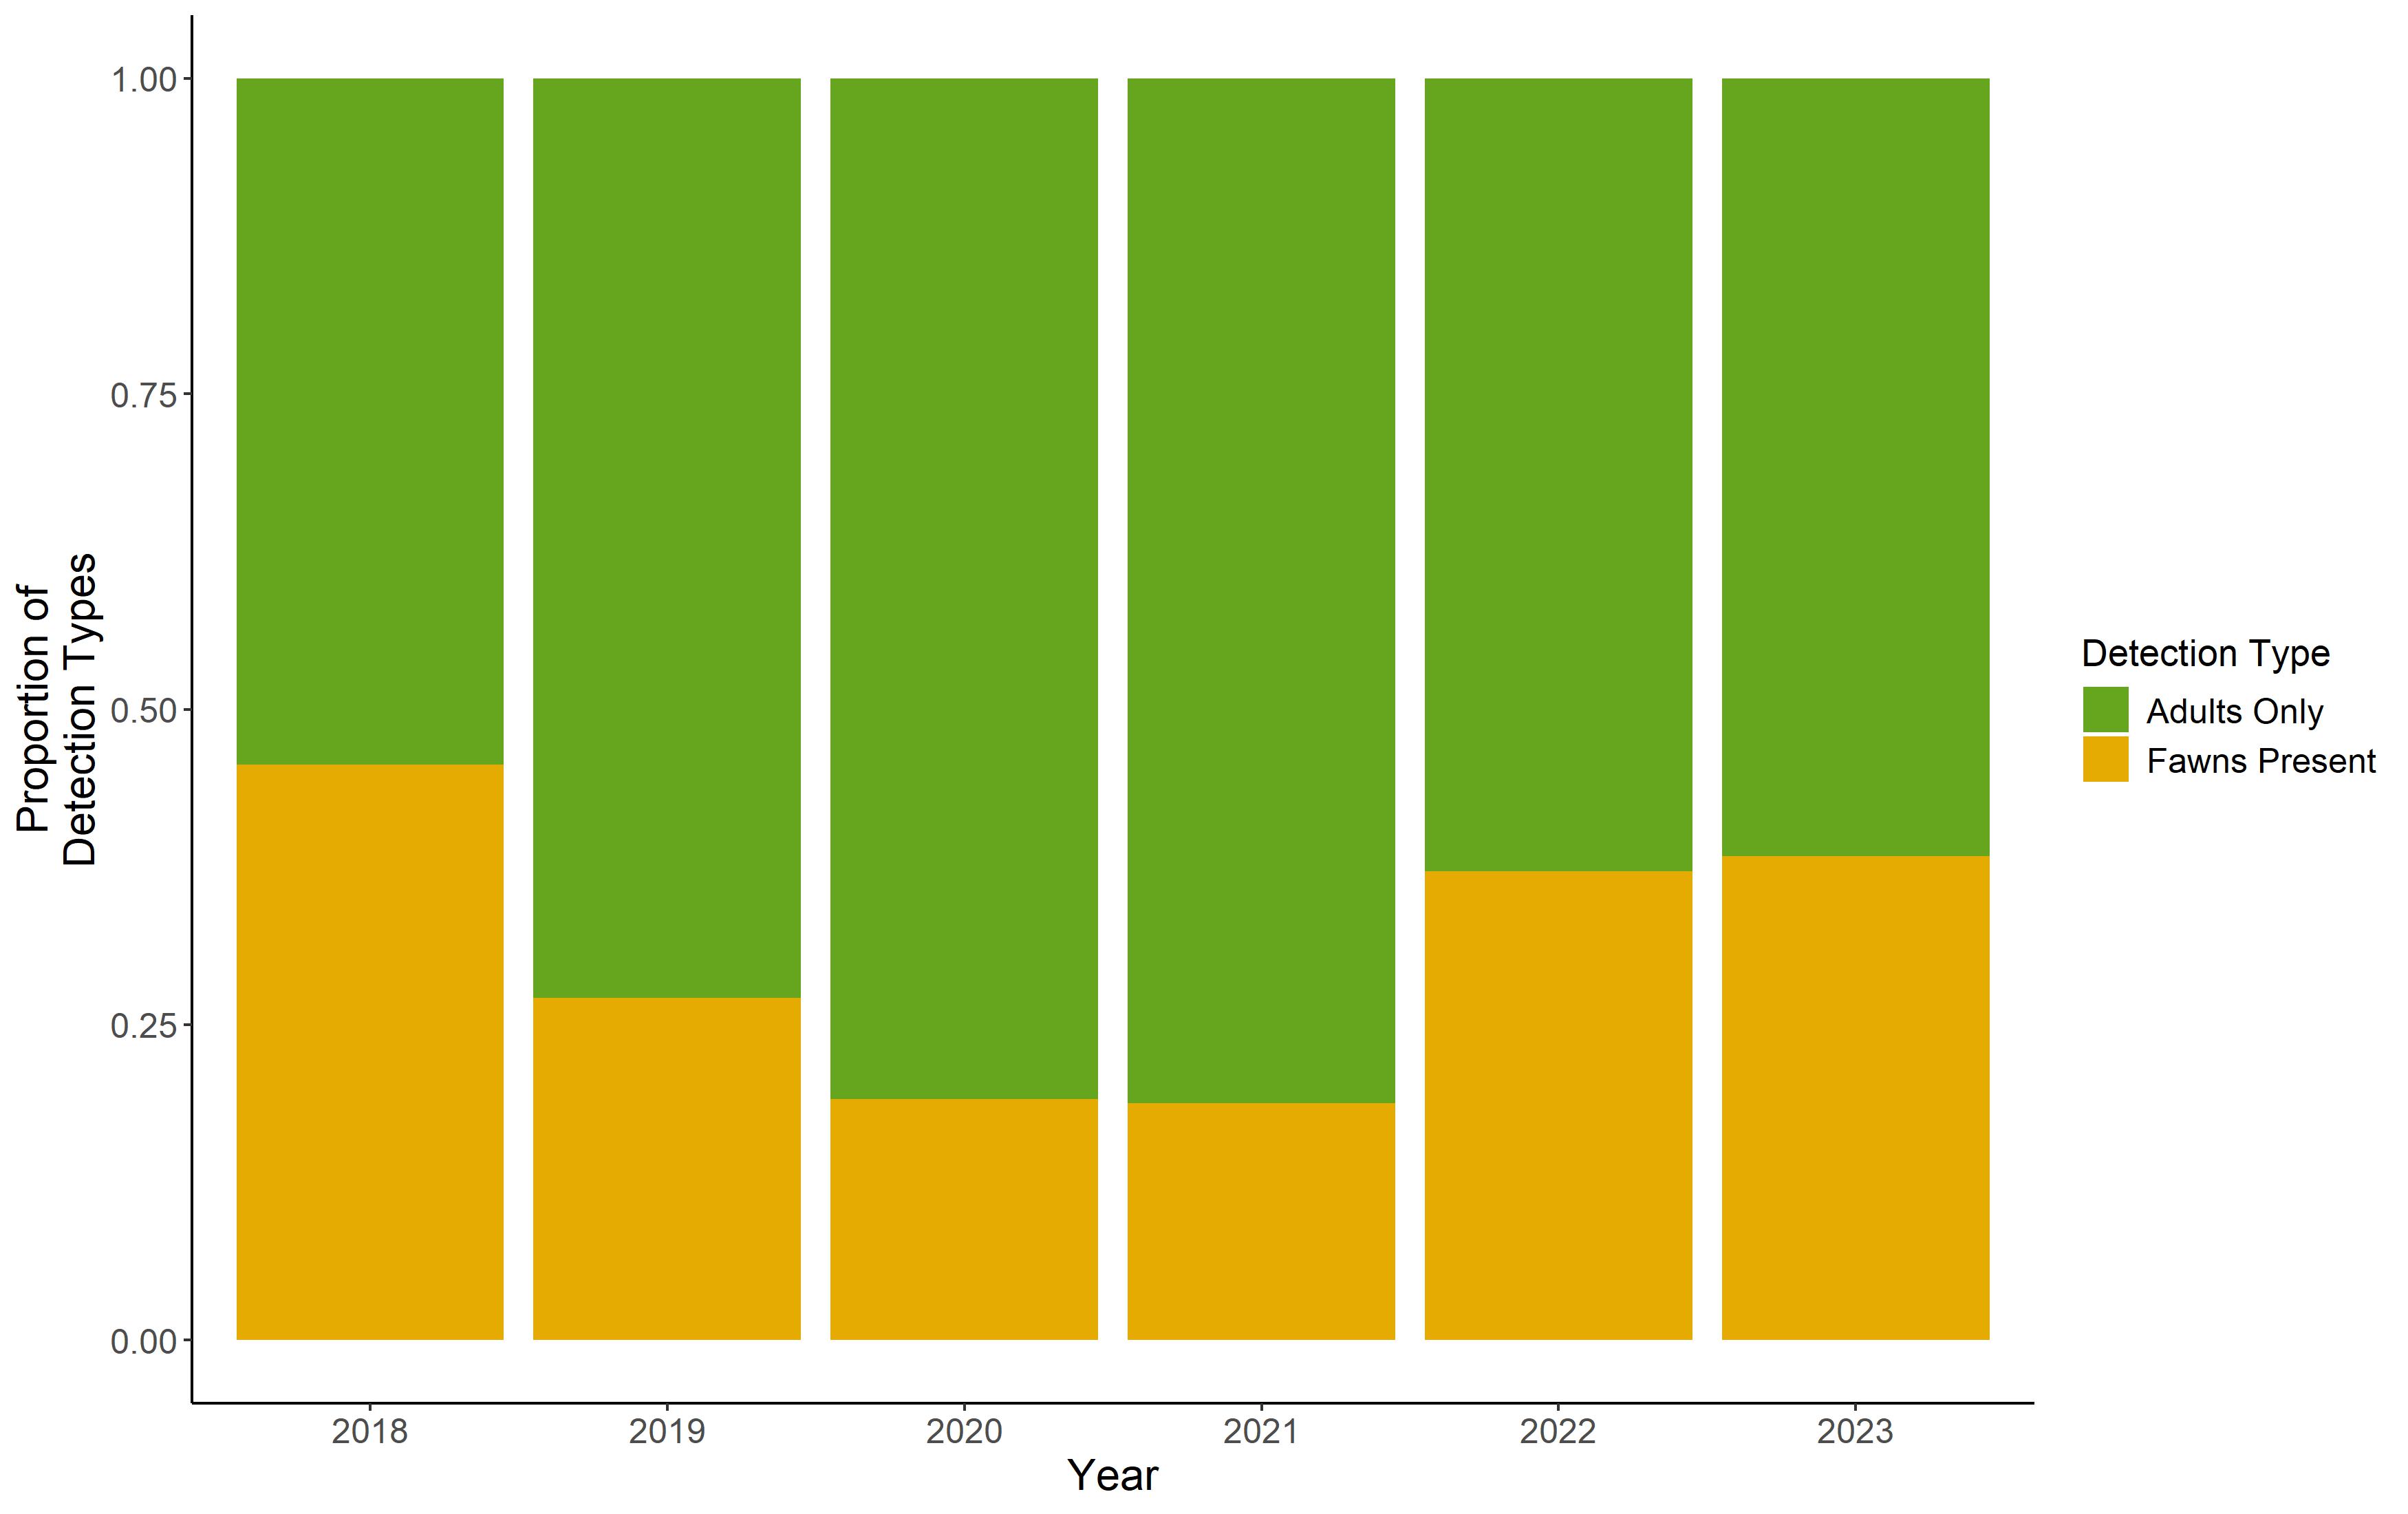 Proportion of
Detection Types
1.00
0.75
0.50
0.25
0.00
2018
2019
2020
2021
2022
2023
Year
Detection Type
Adults Only
Fawns Present